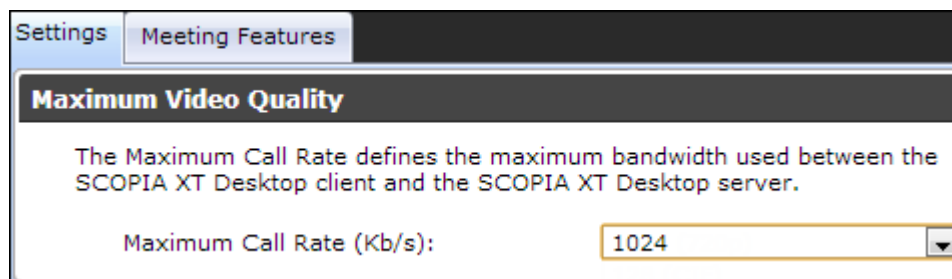 Settings Meeting Features
Maximum Video Quality
The Maximum Call Rate defines the maximum bandwidth used between the
SCOPIA XT Desktop client and the SCOPIA XT Desktop server.
Maximum Call Rate (Kb/s): 1024